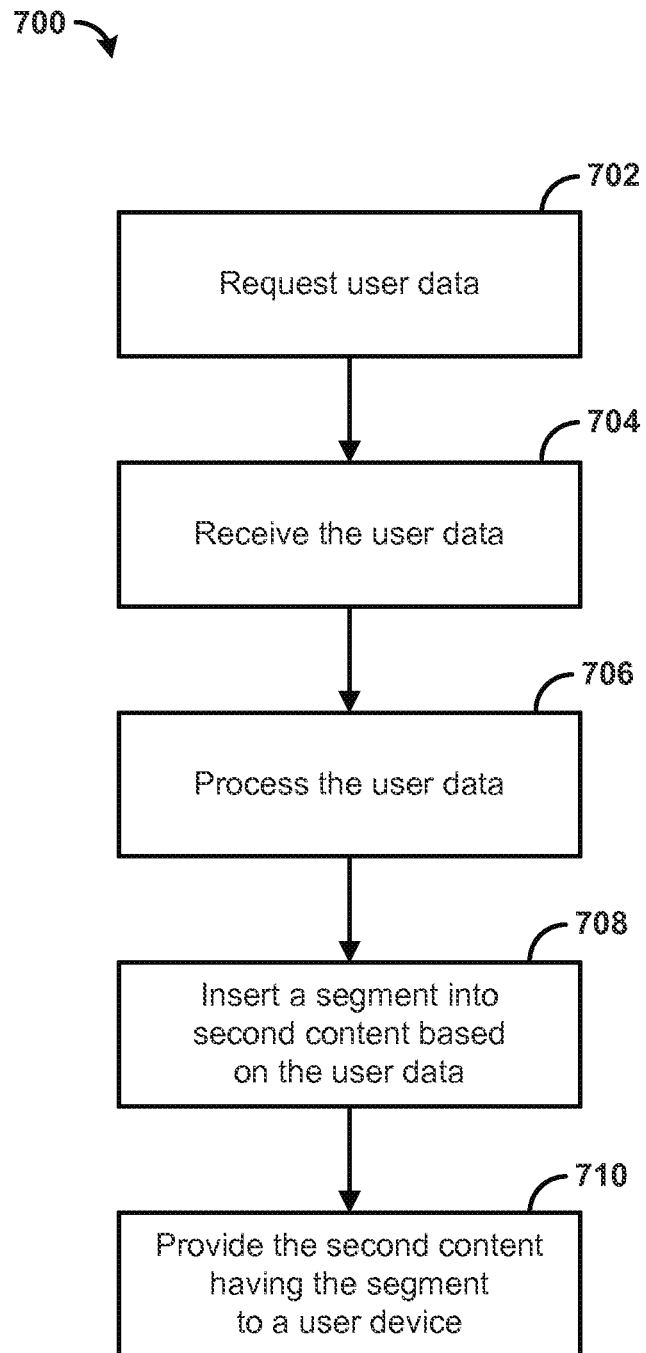 700
702
Request user data
704
Receive the user data
706
Process the user data
708
Insert a segment into
second content based
on the user data
710
Provide the second content
having the segment
to a user device